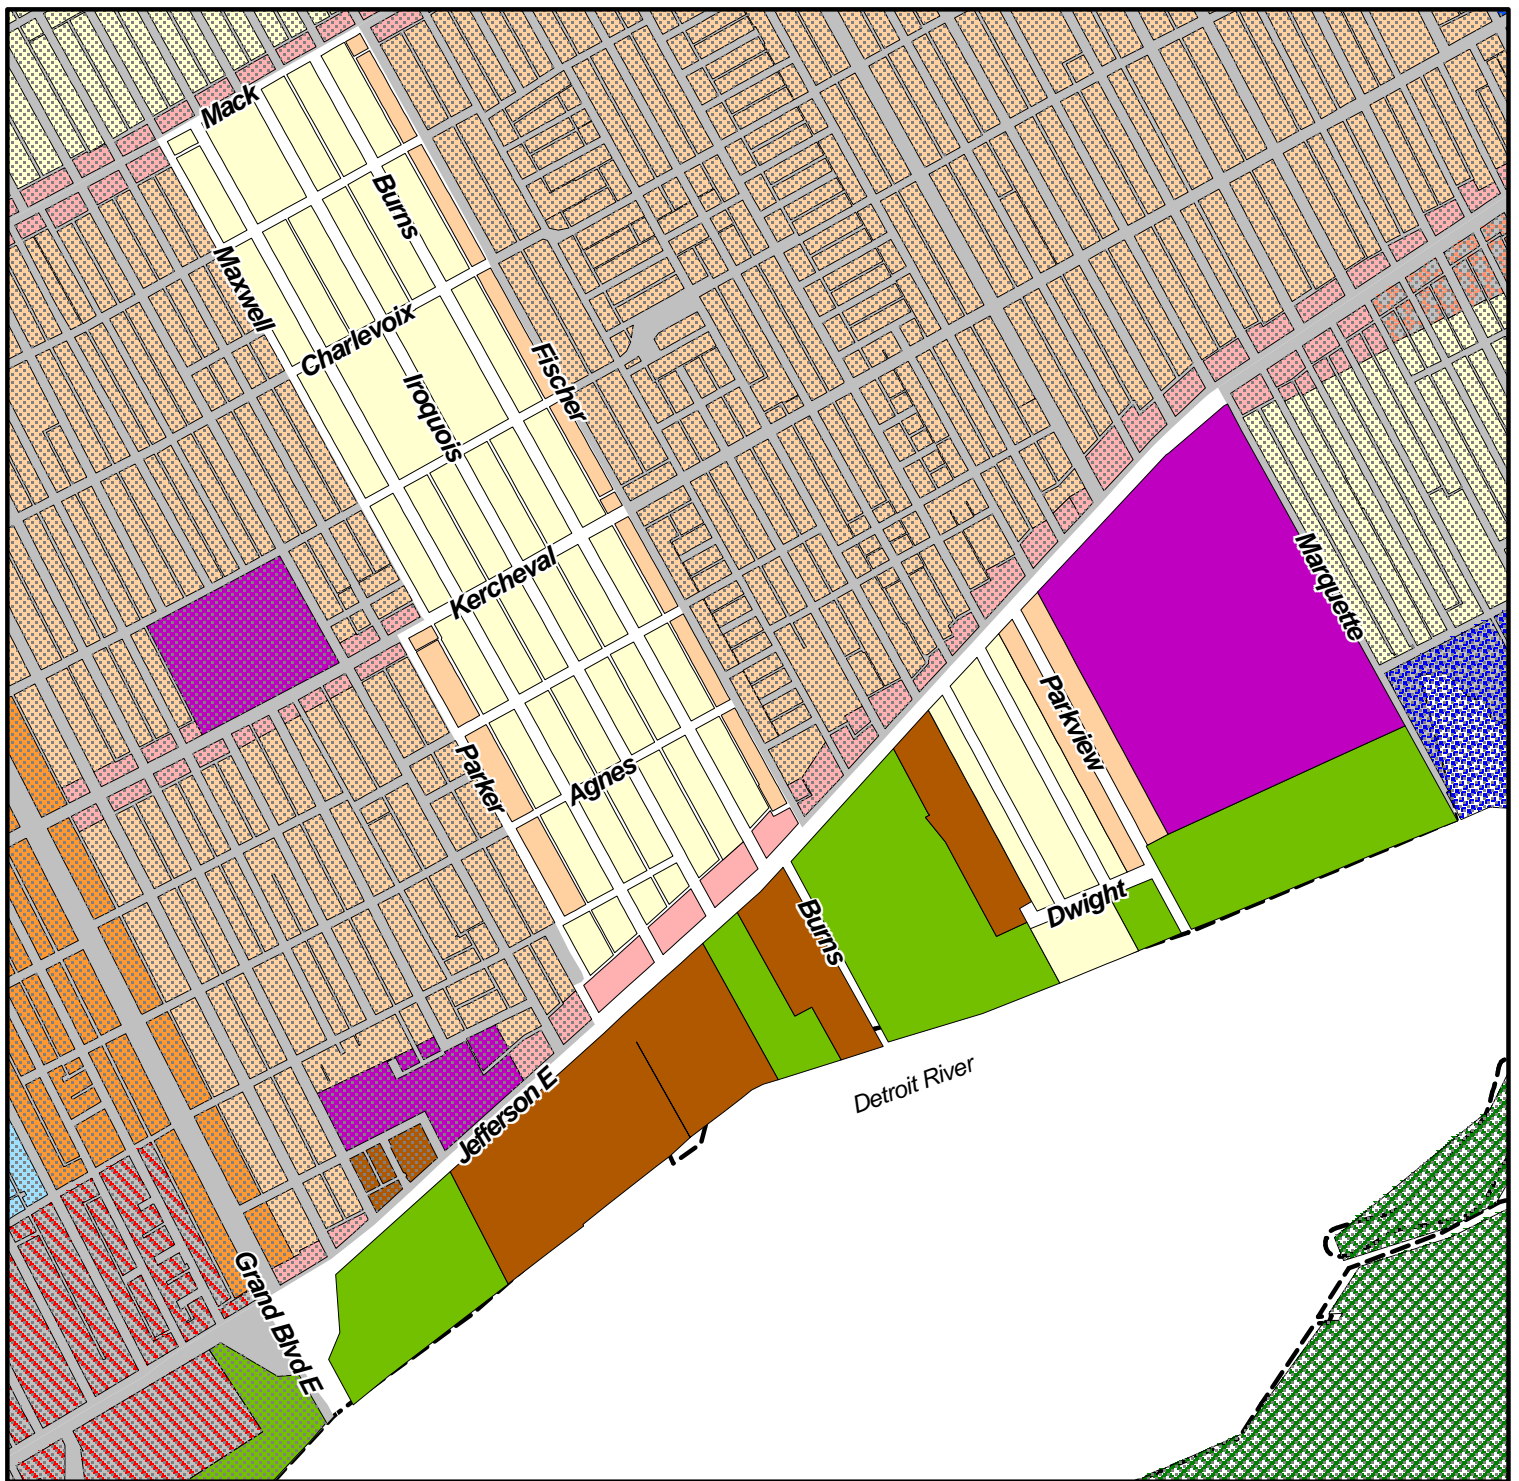 Mack
Burns
Maxwell
Charlevoix
Fischer
Iroquois
Kercheval
Marquette
Parkview
Parker
Agnes
Dwight
Burns
Detroit River
Jefferson E
Grand Blvd E